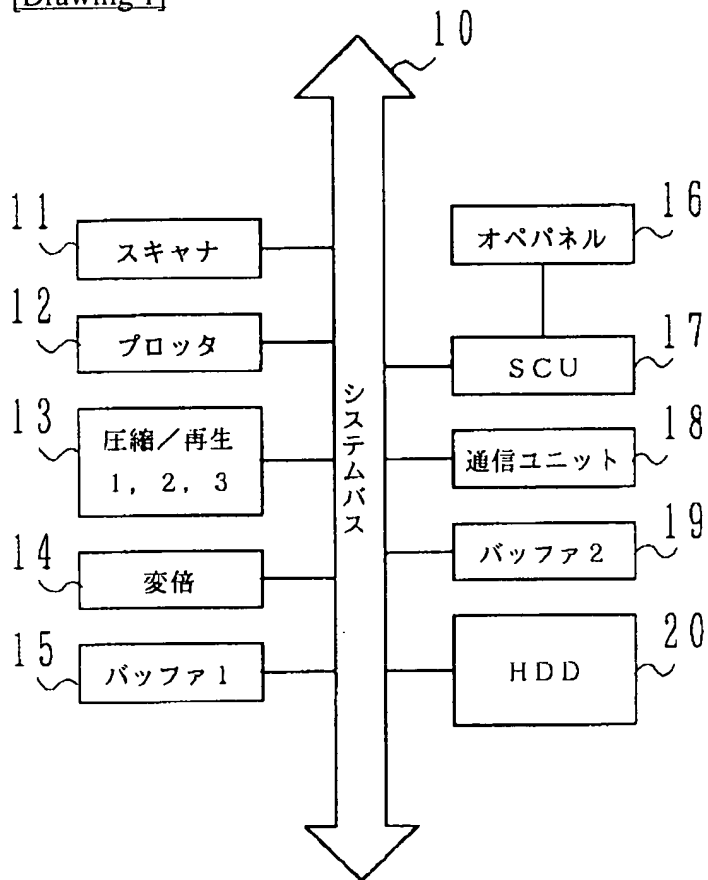 [Drawing 1]
10
11
スキャナ
12
プロッタ
13
圧縮／再生
1，2，3
14
変倍
15
バッファ1
システムバス
16
オペパネル
17
SCU
18
通信ユニット
19
バッファ2
20
HDD